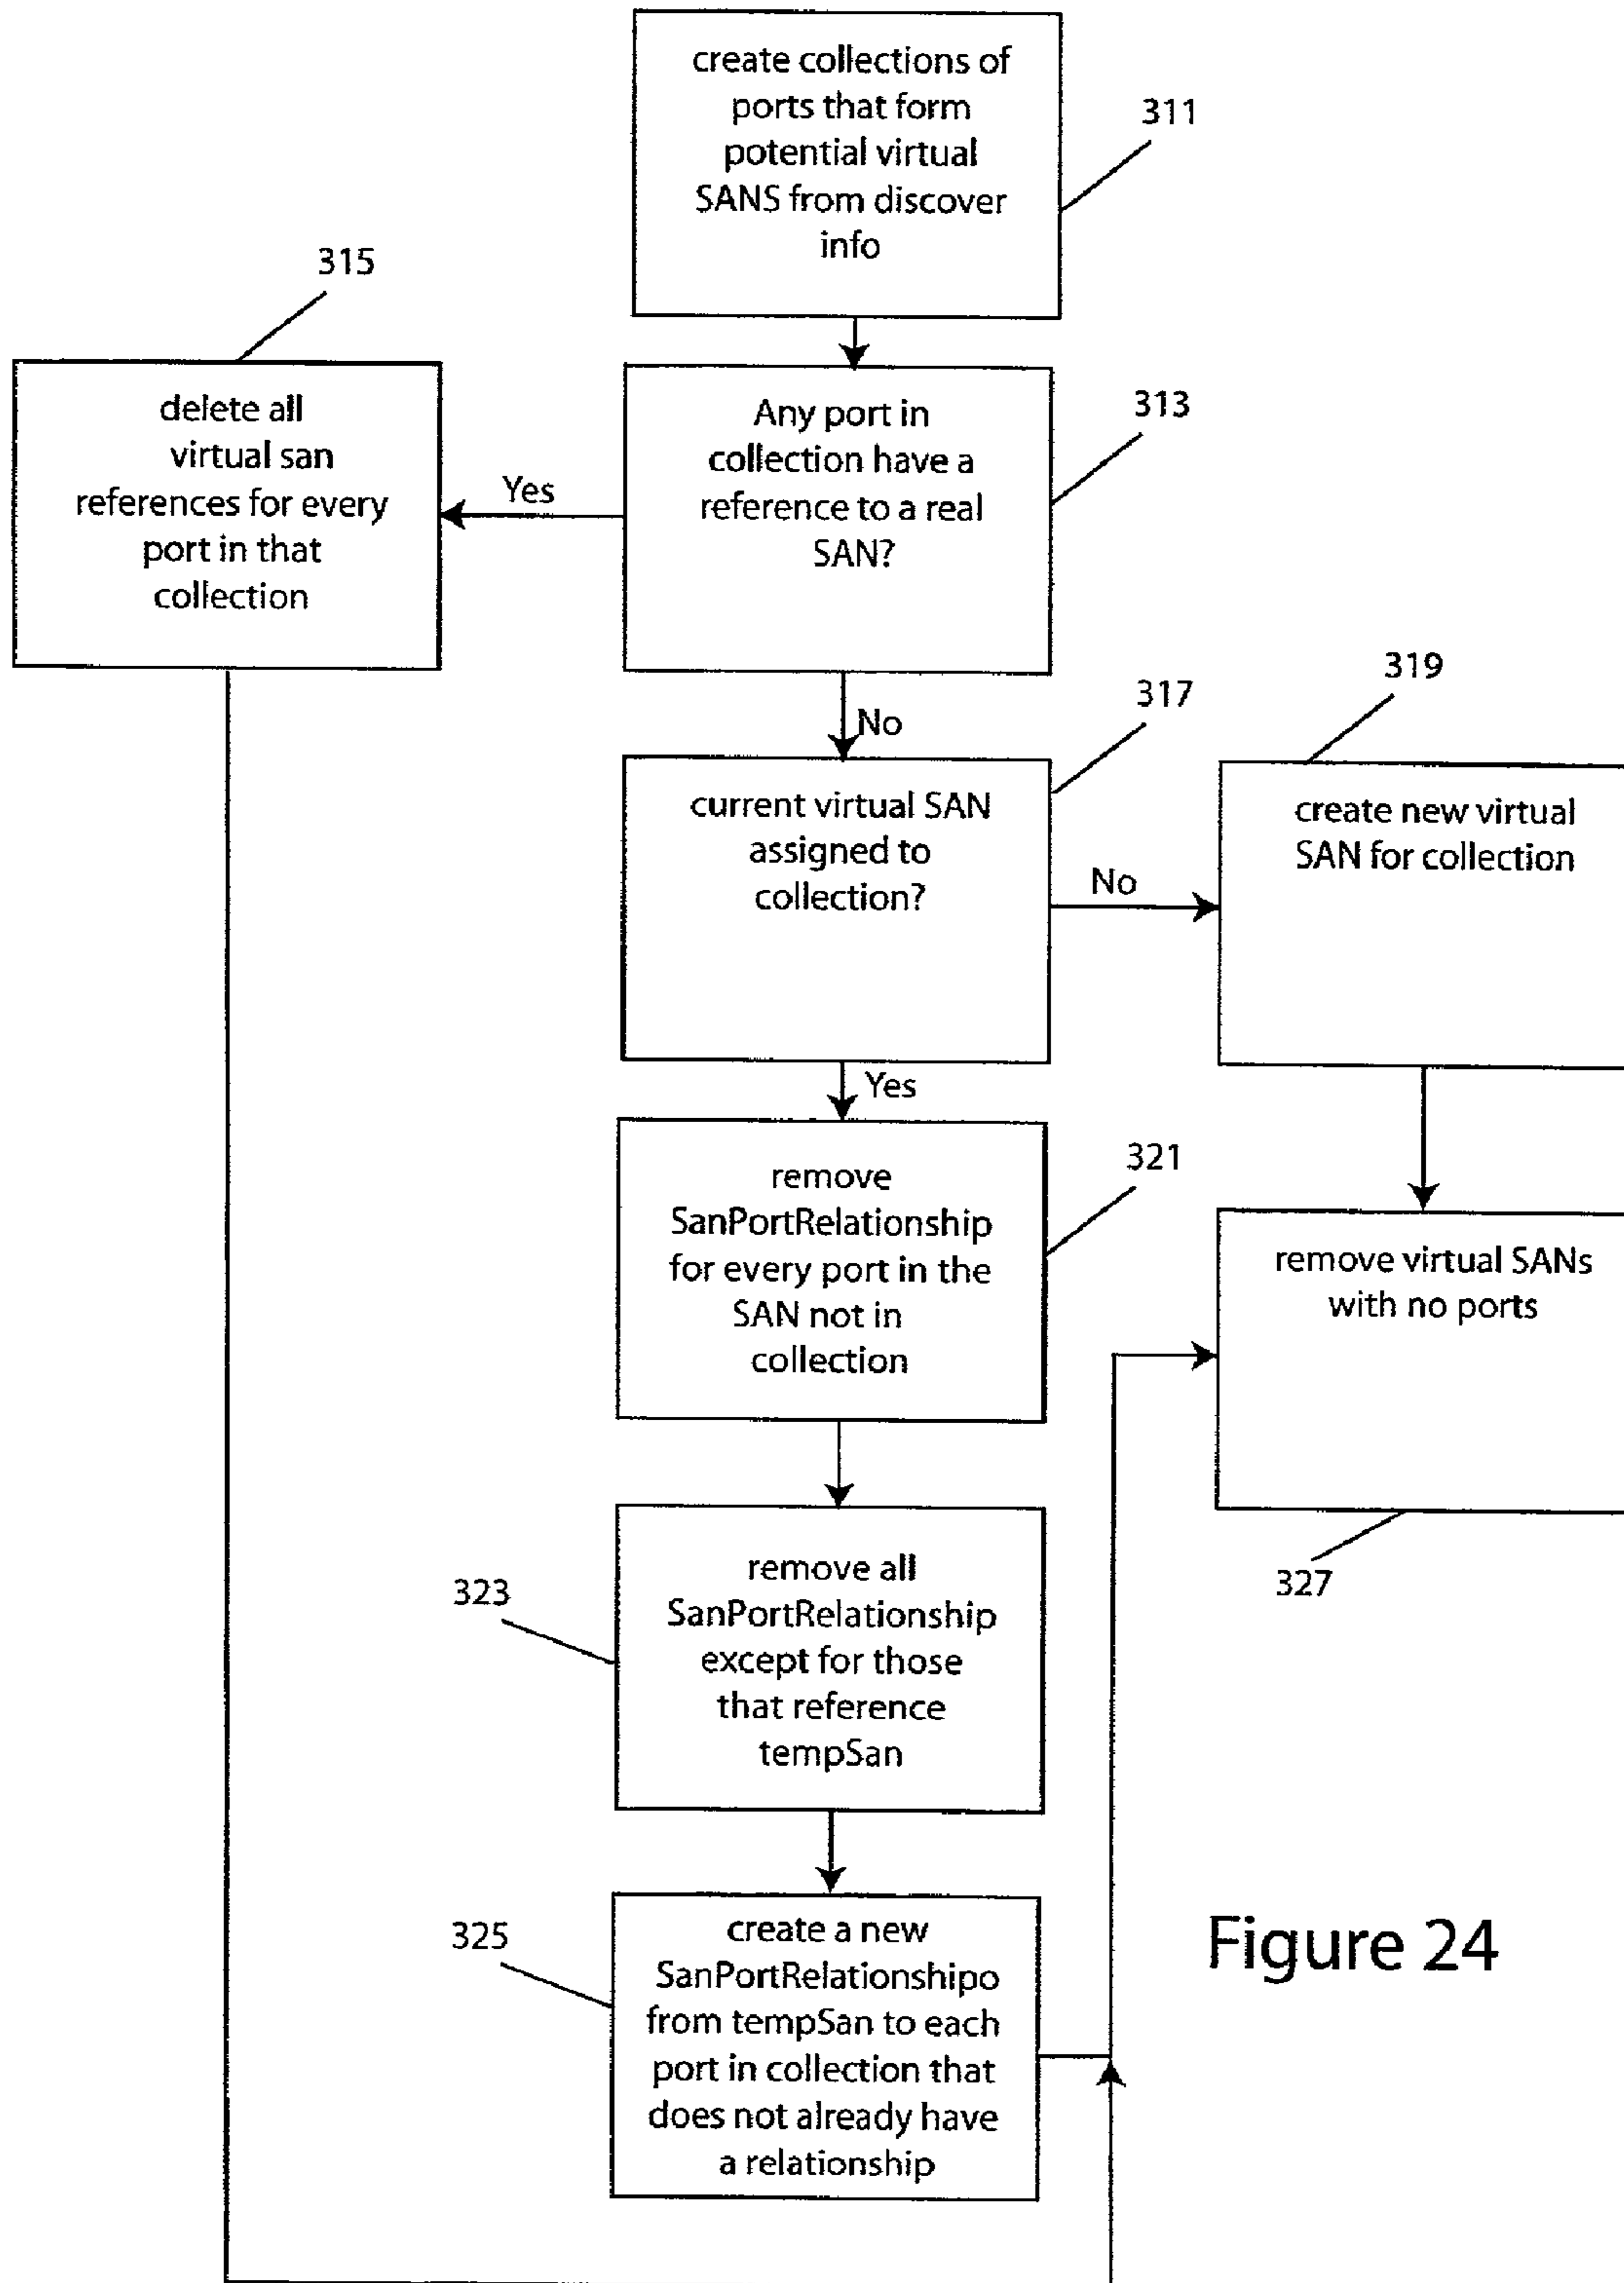 create collections of
ports that form
potential virtual
SANS from discover
info
311
315
delete all
virtual san
references for every
port in that
collection
Yes
Any port in
collection have a
reference to a real
SAN?
313
No
317
319
current virtual SAN
assigned to
collection?
No
create new virtual
SAN for collection
Yes
remove
SanPortRelationship
for every port in the
SAN not in
collection
321
remove virtual SANs
with no ports
327
323
remove all
SanPortRelationship
except for those
that reference
tempSan
325
create a new
SanPortRelationshipo
from tempSan to each
port in collection that
does not already have
a relationship
Figure 24